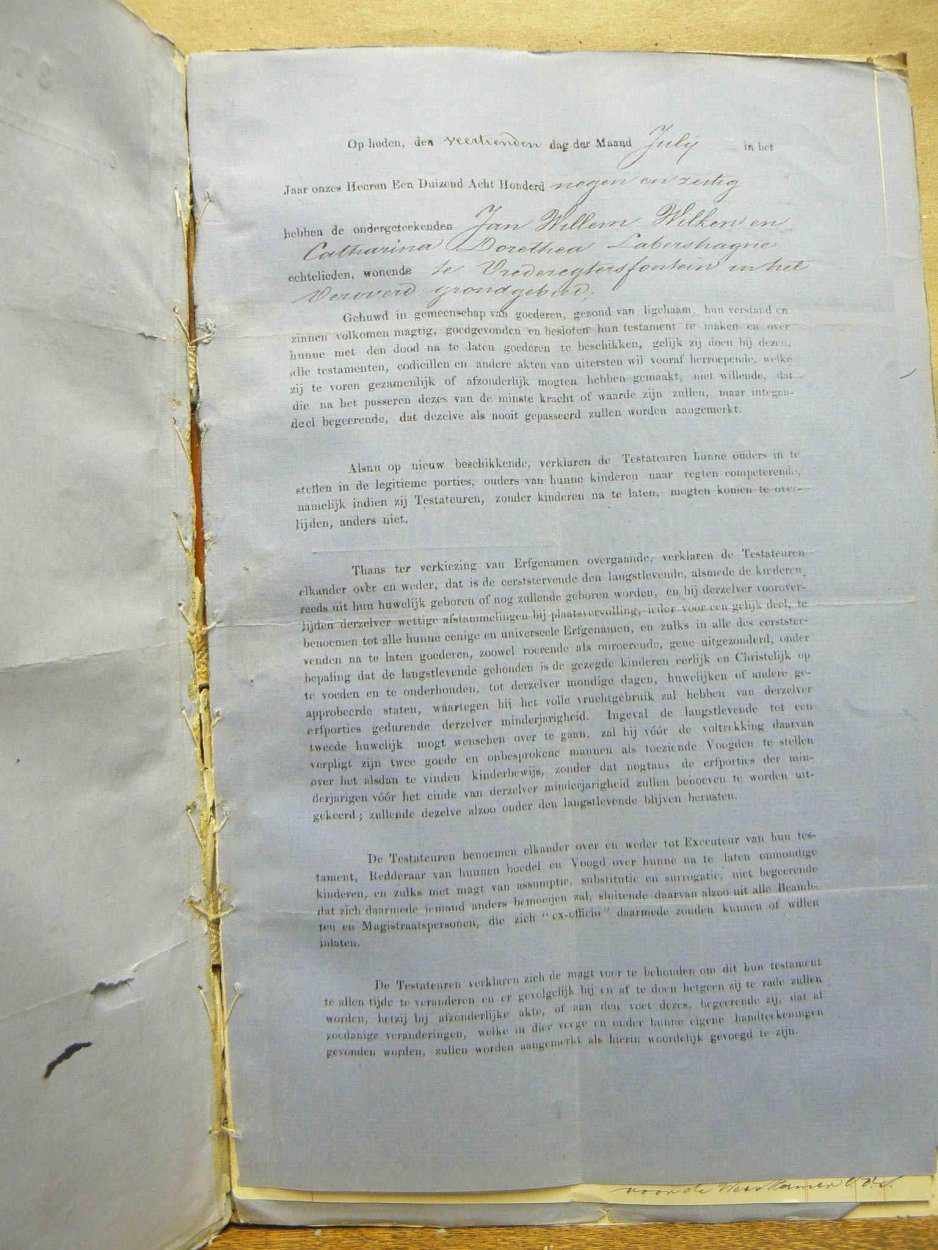 Op heden, den veertienden dag der Maand Julij in het
Jaar onzes Heeren Een Duizend Acht Honderd negen en zestig
hebben de ondergeteekenden Jan Willem Wilken en
Catharina Dorothea Labershagne
echtelieden, wonende te Vrederegtersfontein in het
Veroverd grondgebied.
Gehuwd in gemeenschap van goederen, gezond van ligchaam, hun verstand en
zinnen volkomen magtig, goedgevonden en besloten hun testament te maken en over
hunne met den dood na te laten goederen te beschikken, gelijk zij doen bij dezen,
alle testamenten, codicillen en andere akten van uitersten wil vooraf herroepende, welke
zij te voren gezamenlijk of afzonderlijk mogten hebben gemaakt, niet willende, dat
die na het passeren dezes van de minste kracht of waarde zijn zullen, maar integen-
deel begeerende, dat dezelve als nooit gepasseerd zullen worden aangemerkt.
Alsnu op nieuw beschikkende, verklaren de Testateuren hunne ouders in te
stellen in de legitieme porties, ouders van hunne kinderen naar regten competerende,
namelijk indien zij Testateuren, zonder kinderen na te laten, mogten komen te over-
lijden, anders niet.
Thans ter verkiezing van Erfgenamen overgaande, verklaren de Testateuren
elkander over en weder, dat is de eerststervende den langstlevende, alsmede de kinderen
reeds uit hun huwelijk geboren of nog zullende geboren worden, en bij derzelver voorover-
lijden derzelver wettige afstammelingen bij plaatsvervulling, ieder voor een gelijk deel, te
benoemen tot alle hunne eenige en universeele Erfgenamen, en zulks in alle des eerstster-
venden na te laten goederen, zoowel roerende als onroerende, gene uitgezonderd, onder
bepaling dat de langstlevende gehouden is de gezegde kinderen eerlijk en Christelijk op
te voeden en te onderhouden, tot derzelver mondige dagen, huwelijken of andere ge-
approbeerde staten, waartegen hij het volle vruchtgebruik zal hebben van derzelver
erfporties gedurende derzelver minderjarigheid. Ingeval de langstlevende tot een
tweede huwelijk mogt wenschen over te gaan, zal hij vóór de voltrekking daarvan
verpligt zijn twee goede en onbesprokene mannen als toeziende Voogden te stellen
over het alsdan te vinden kinderbewijs, zonder dat nogtans de erfporties der min-
derjarigen vóór het einde van derzelver minderjarigheid zullen behoeven te worden uit-
gekeerd; zullende dezelve alzoo onder den langstlevende blijven berusten.
De Testateuren benoemen elkander over en weder tot Executeur van hun tes-
tament, Redderaar van hunnen boedel en Voogd over hunne na te laten onmondige
kinderen, en zulks met magt van assumptie, substitutie en surrogatie, niet begeerende
dat zich daarmede iemand anders bemoeijen zal, sluitende daarvan alzoo uit alle Beamb-
ten en Magistraatspersonen, die zich "ex-officio" daarmede zouden kunnen of willen
inlaten.
De Testateuren verklaren zich de magt voor te behouden om dit hun testament
te allen tijde te veranderen en er gevolgelijk bij en af te doen hetgeen zij te rade zullen
worden, hetzij bij afzonderlijke akte, of aan den voet dezes, begeerende zij, dat al
zoodanige veranderingen, welke in dier voege en onder hunne eigene handteekeningen
gevonden worden, zullen worden aangemerkt als hierin woordelijk gevoegd te zijn.
voor de Weeskamer O.V.S.